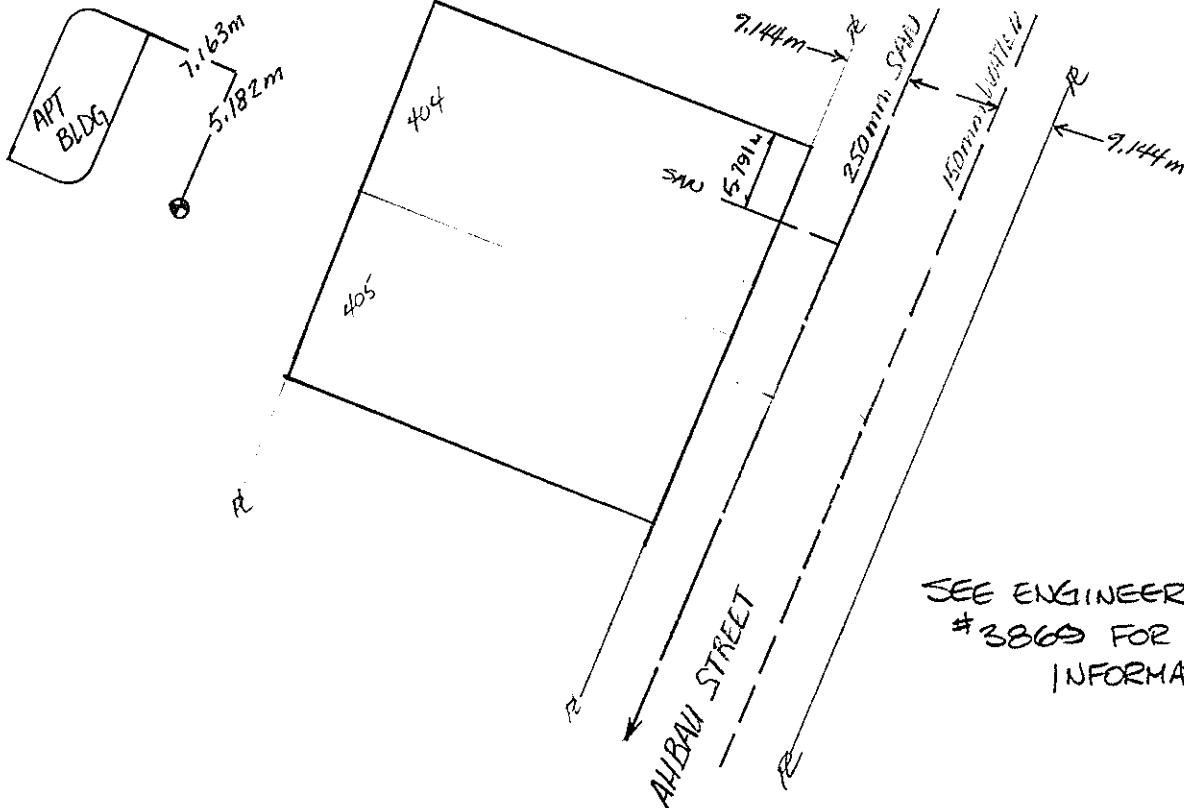 7.163m
5.182m
APT
BLDG
404
405
9.144m
SAN
5.791m
250mm SAN
150mm WATER
9.144m
AHBAU STREET
SEE ENGINEER
#3869 FOR
INFORMA